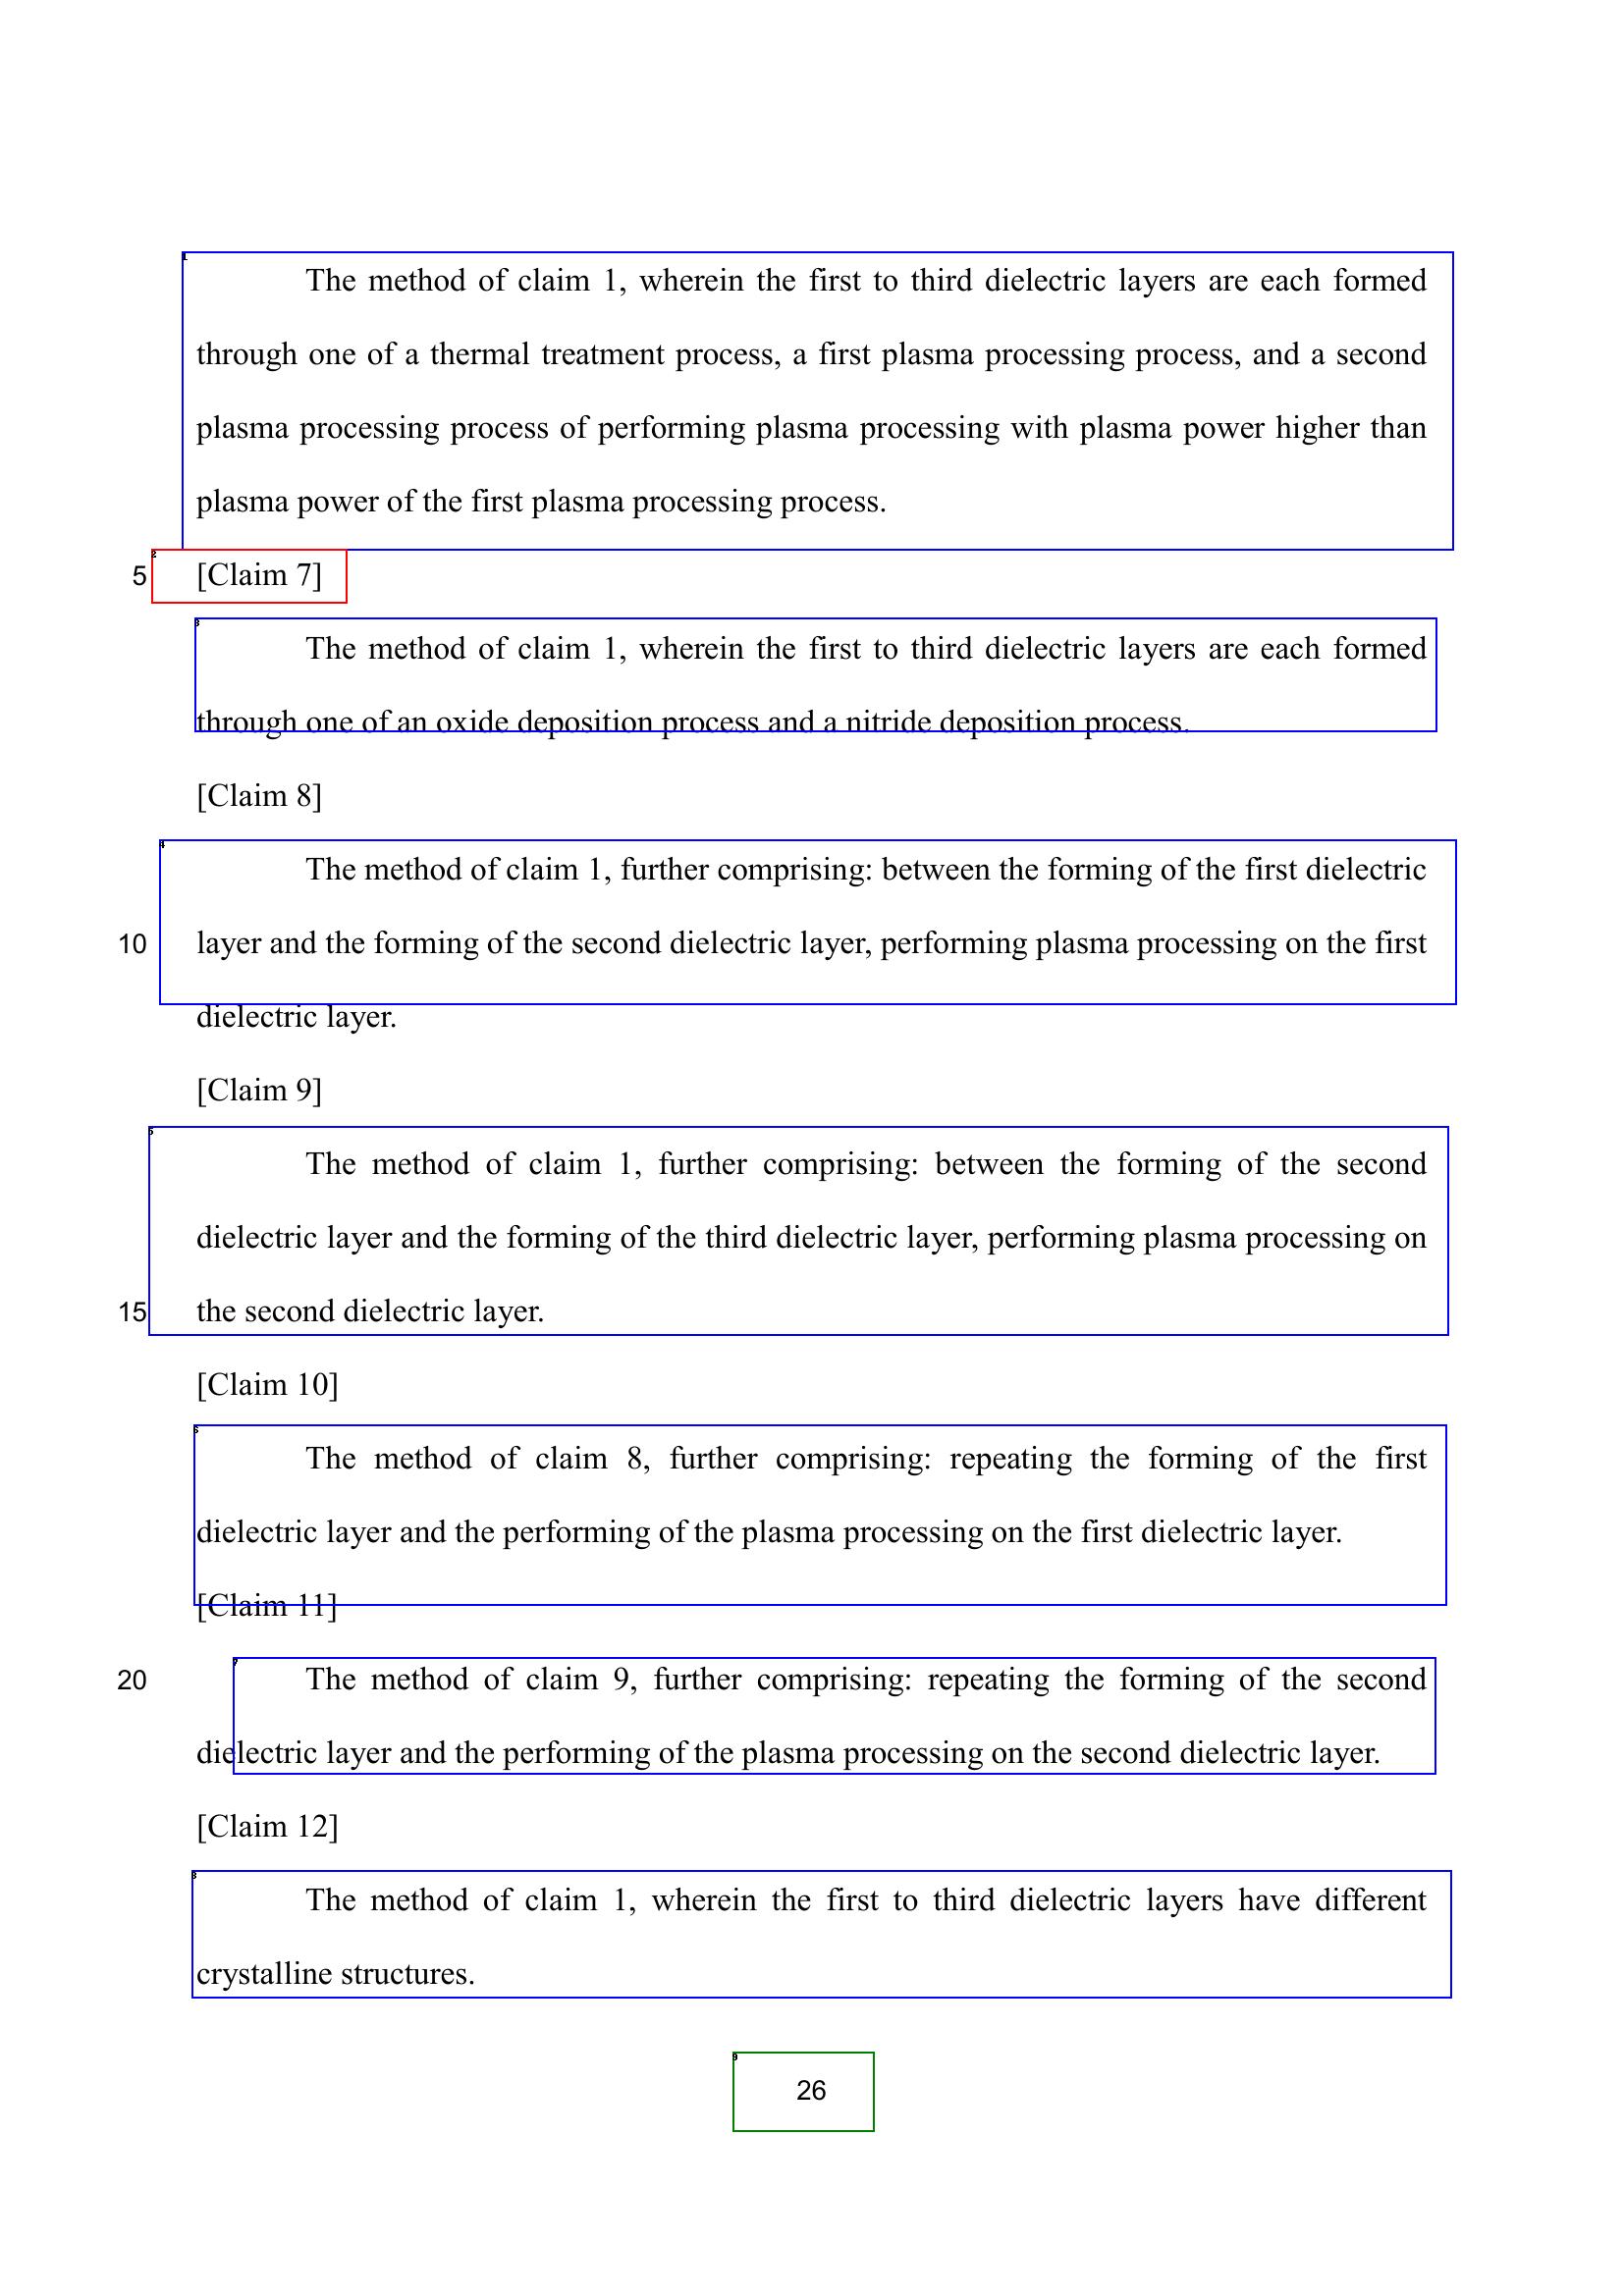 The method of claim 1, wherein the first to third dielectric layers are each formed
through one of a thermal treatment process, a first plasma processing process, and a second
plasma processing process of performing plasma processing with plasma power higher than
plasma power of the first plasma processing process.
5 [Claim 7]
The method of claim 1, wherein the first to third dielectric layers are each formed
through one of an oxide deposition process and a nitride deposition process.
[Claim 8]
The method of claim 1, further comprising: between the forming of the first dielectric
10 layer and the forming of the second dielectric layer, performing plasma processing on the first
dielectric layer.
[Claim 9]
The method of claim 1, further comprising: between the forming of the second
dielectric layer and the forming of the third dielectric layer, performing plasma processing on
15 the second dielectric layer.
[Claim 10]
The method of claim 8, further comprising: repeating the forming of the first
dielectric layer and the performing of the plasma processing on the first dielectric layer.
[Claim 11]
20 The method of claim 9, further comprising: repeating the forming of the second
dielectric layer and the performing of the plasma processing on the second dielectric layer.
[Claim 12]
The method of claim 1, wherein the first to third dielectric layers have different
crystalline structures.
26